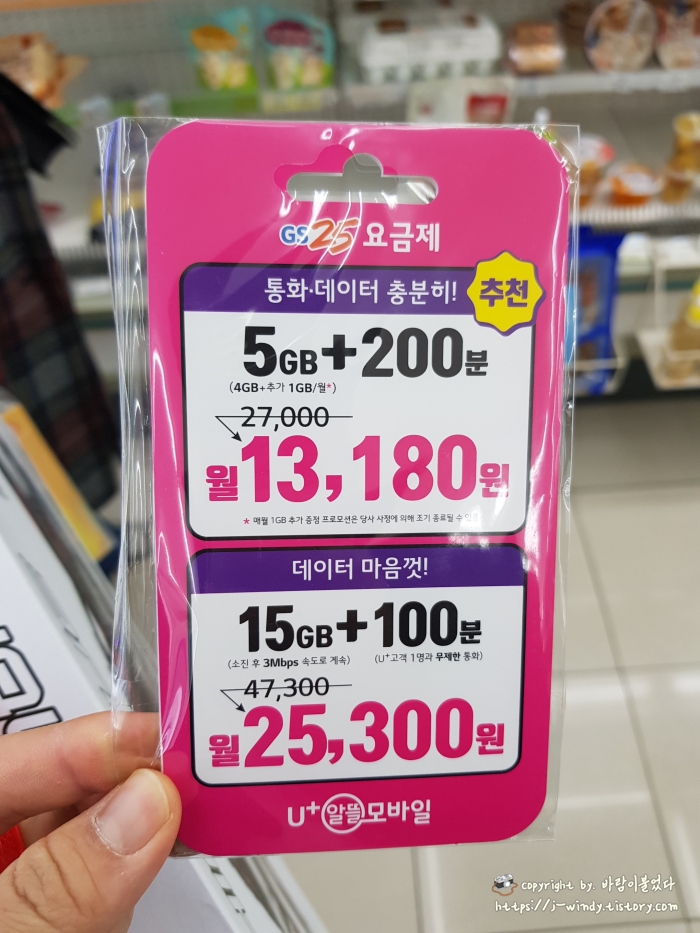 GS25 요금제
통화·데이터 충분히!
추천
5GB+200분
(4GB+추가 1GB/월*)
27,000
월13,180원
* 매월 1GB 추가 증정 프로모션은 당사 사정에 의해 조기 종료될 수
데이터 마음껏!
15GB+100분
(소진 후 3Mbps 속도로 계속) (U+고객 1명과 무제한 통화)
47,300
월25,300원
U+알뜰모바일
copyright by. 바람이불었다
https://j-windy.tistory.com